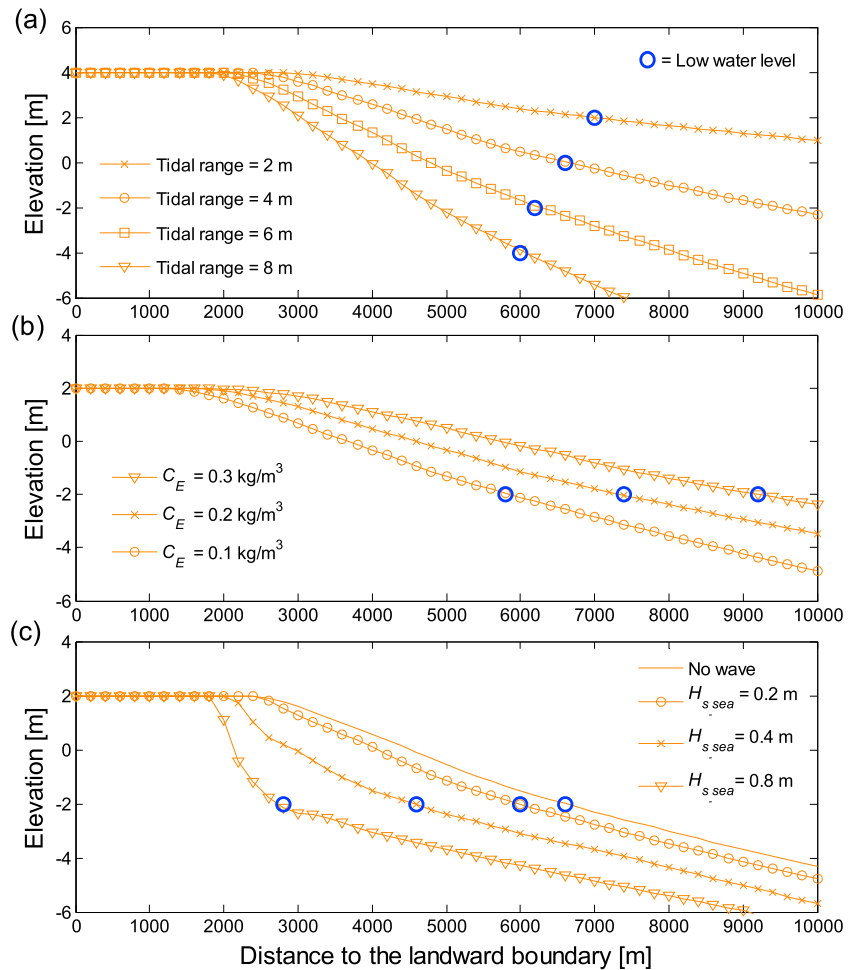 (a)
6
4
2
0
-2
-4
-6
Elevation [m]
= Low water level
Tidal range = 2 m
Tidal range = 4 m
Tidal range = 6 m
Tidal range = 8 m
0 1000 2000 3000 4000 5000 6000 7000 8000 9000 10000
(b)
4
2
0
-2
-4
-6
Elevation [m]
C_E = 0.3 kg/m³
C_E = 0.2 kg/m³
C_E = 0.1 kg/m³
0 1000 2000 3000 4000 5000 6000 7000 8000 9000 10000
(c)
4
2
0
-2
-4
-6
Elevation [m]
No wave
H_s_sea = 0.2 m
H_s_sea = 0.4 m
H_s_sea = 0.8 m
0 1000 2000 3000 4000 5000 6000 7000 8000 9000 10000
Distance to the landward boundary [m]